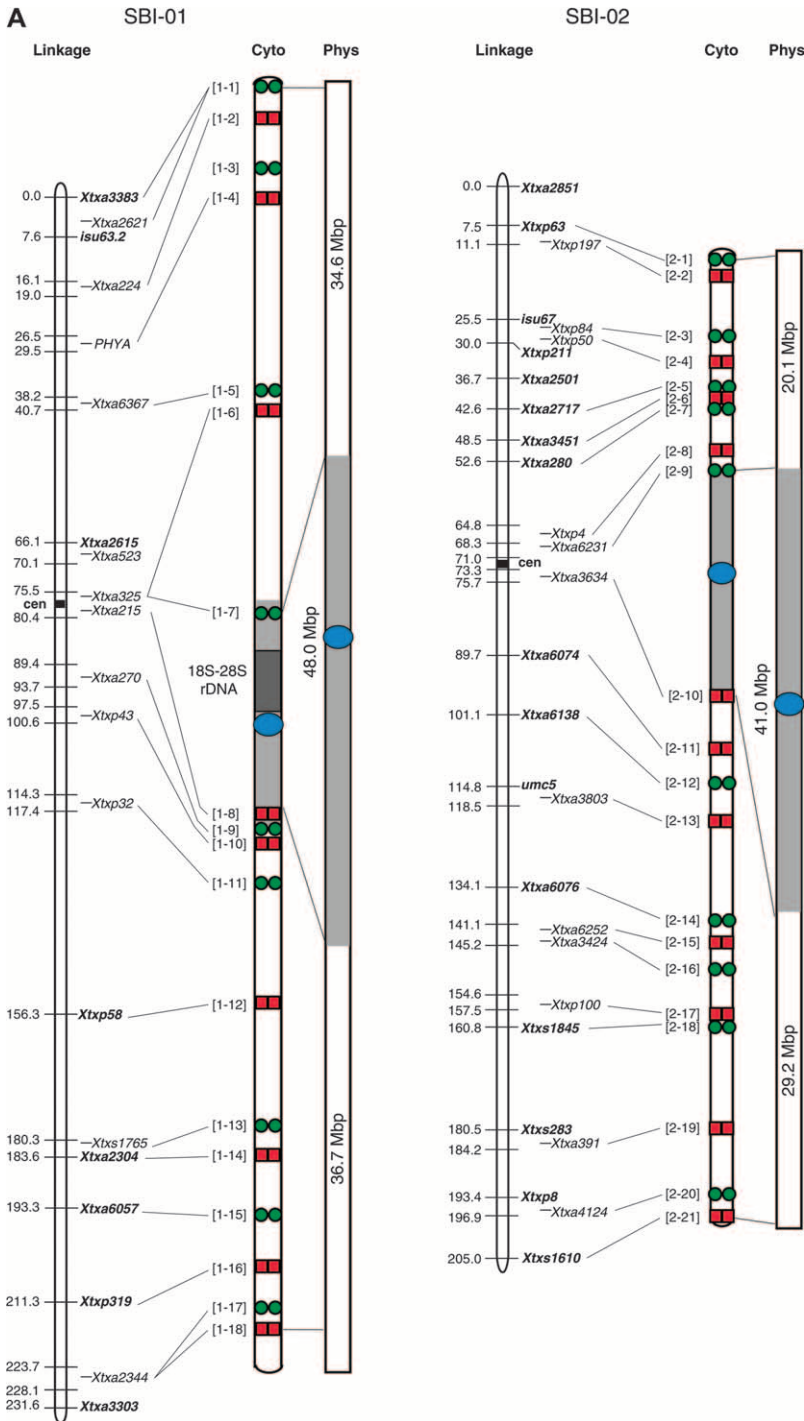 A
SBI-01
Linkage
Cyto
Phys
0.0
Xtxa3383
Xtxa2621
7.6
isu63.2
16.1
Xtxa224
19.0
26.5
PHYA
29.5
38.2
Xtxa6367
40.7
66.1
Xtxa2615
Xtxa523
70.1
75.5
Xtxa325
cen
Xtxa215
80.4
89.4
Xtxa270
93.7
97.5
Xtxp43
100.6
114.3
Xtxp32
117.4
156.3
Xtxp58
180.3
Xtxs1765
183.6
Xtxa2304
193.3
Xtxa6057
211.3
Xtxp319
223.7
Xtxa2344
228.1
231.6
Xtxa3303
[1-1]
[1-2]
[1-3]
[1-4]
[1-5]
[1-6]
[1-7]
18S-28S
rDNA
[1-8]
[1-9]
[1-10]
[1-11]
[1-12]
[1-13]
[1-14]
[1-15]
[1-16]
[1-17]
[1-18]
34.6 Mbp
48.0 Mbp
36.7 Mbp
SBI-02
Linkage
Cyto
Phys
0.0
Xtxa2851
7.5
Xtxp63
11.1
Xtxp197
25.5
isu67
Xtxp84
30.0
Xtxp50
Xtxp211
36.7
Xtxa2501
42.6
Xtxa2717
48.5
Xtxa3451
52.6
Xtxa280
64.8
Xtxp4
68.3
Xtxa6231
71.0
cen
73.3
Xtxa3634
75.7
89.7
Xtxa6074
101.1
Xtxa6138
114.8
umc5
Xtxa3803
118.5
134.1
Xtxa6076
141.1
Xtxa6252
145.2
Xtxa3424
154.6
Xtxp100
157.5
160.8
Xtxs1845
180.5
Xtxs283
Xtxa391
184.2
193.4
Xtxp8
Xtxa4124
196.9
205.0
Xtxs1610
[2-1]
[2-2]
[2-3]
[2-4]
[2-5]
[2-6]
[2-7]
[2-8]
[2-9]
[2-10]
[2-11]
[2-12]
[2-13]
[2-14]
[2-15]
[2-16]
[2-17]
[2-18]
[2-19]
[2-20]
[2-21]
20.1 Mbp
41.0 Mbp
29.2 Mbp